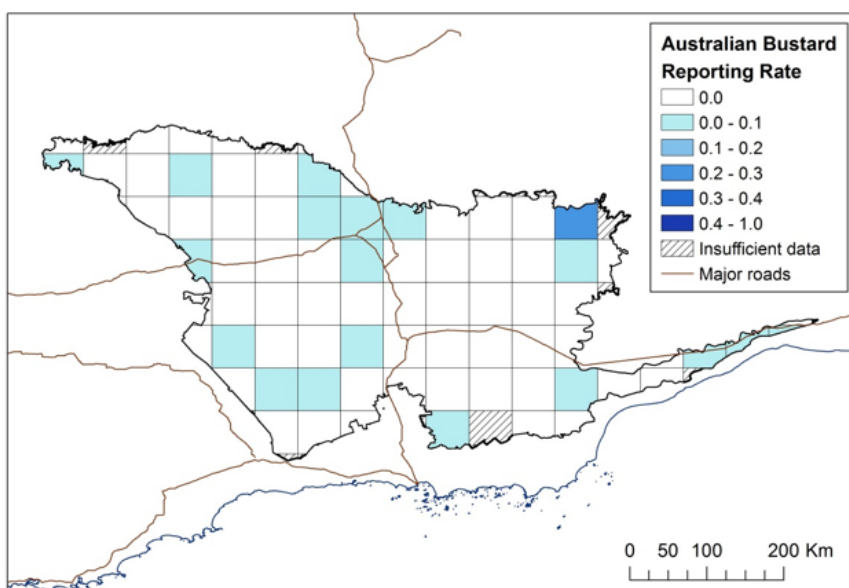 Australian Bustard
Reporting Rate
0.0
0.0 - 0.1
0.1 - 0.2
0.2 - 0.3
0.3 - 0.4
0.4 - 1.0
Insufficient data
Major roads
0 50 100 200 Km